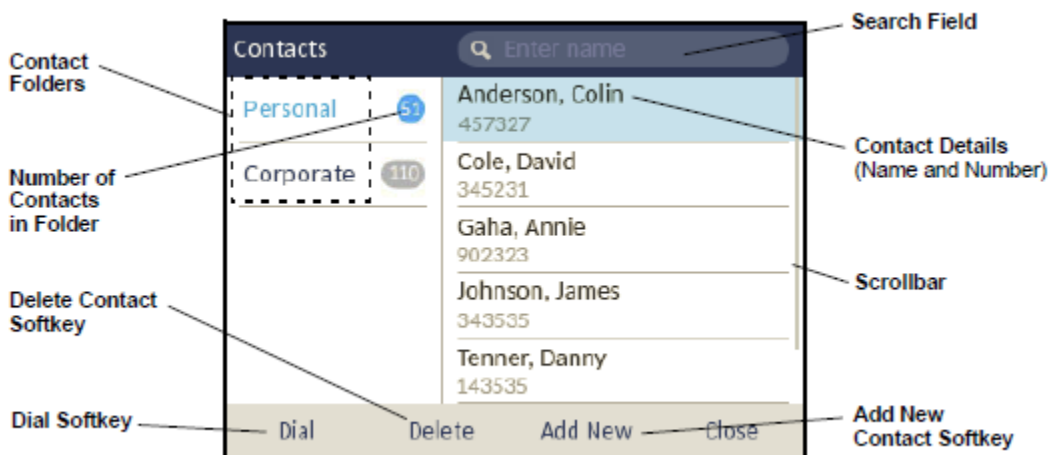 Search Field
Contacts
Enter name
Contact
Folders
Personal
51
Anderson, Colin
457327
Contact Details
(Name and Number)
Number of
Contacts
in Folder
Corporate
110
Cole, David
345231
Gaha, Annie
902323
Scrollbar
Delete Contact
Softkey
Johnson, James
343535
Tenner, Danny
143535
Dial Softkey
Dial
Delete
Add New
Close
Add New
Contact Softkey